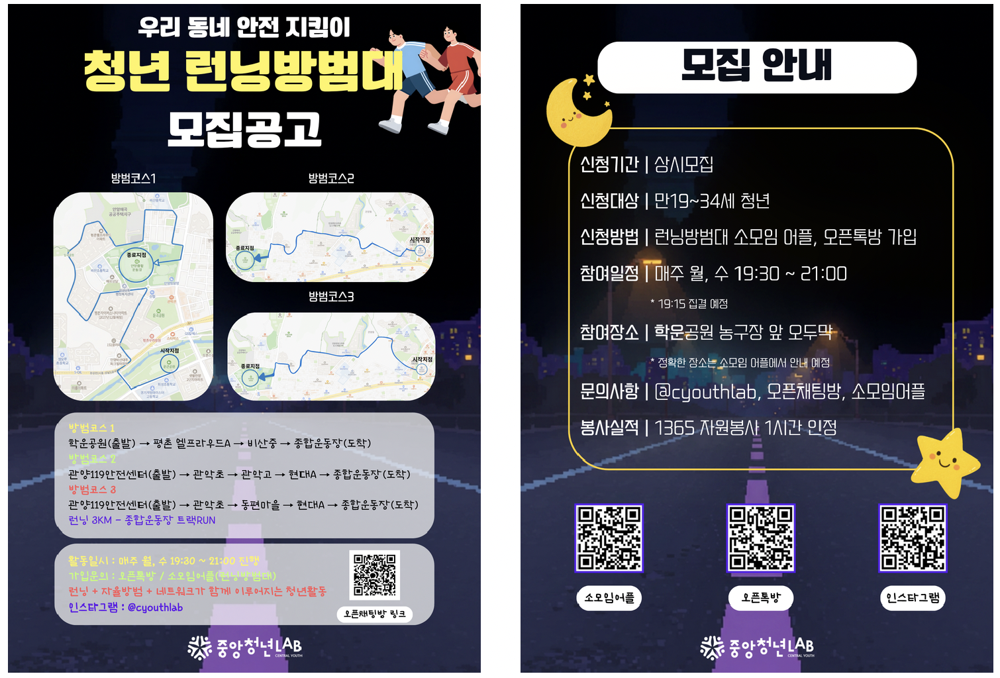 우리 동네 안전 지킴이
청년 런닝방범대
모집공고
방범코스1
방범코스2
종료지점
시작지점
시작지점
종료지점
방범코스3
시작지점
종료지점
방범코스 1
학운공원(출발) → 평촌 엘프라우드A → 비산중 → 종합운동장(도착)
방범코스 2
관양119안전센터(출발) → 관악초 → 관악고 → 현대A → 종합운동장(도착)
방범코스 3
관양119안전센터(출발) → 관악초 → 동편마을 → 현대A → 종합운동장(도착)
런닝 3KM - 종합운동장 트랙RUN
활동일시 : 매주 월, 수 19:30 ~ 21:00 진행
가입문의 : 오픈톡방 / 소모임어플(런닝방범대)
런닝 + 자율방범 + 네트워크가 함께 이루어지는 청년활동
인스타그램 : @cyouthlab
오픈채팅방 링크
중앙청년LAB
CENTRAL YOUTH
모집 안내
신청기간 | 상시모집
신청대상 | 만19~34세 청년
신청방법 | 런닝방범대 소모임 어플, 오픈톡방 가입
참여일정 | 매주 월, 수 19:30 ~ 21:00
* 19:15 집결 예정
참여장소 | 학운공원 농구장 앞 오두막
* 정확한 장소는 소모임 어플에서 안내 예정
문의사항 | @cyouthlab, 오픈채팅방, 소모임어플
봉사실적 | 1365 자원봉사 1시간 인정
소모임어플
오픈톡방
인스타그램
중앙청년LAB
CENTRAL YOUTH